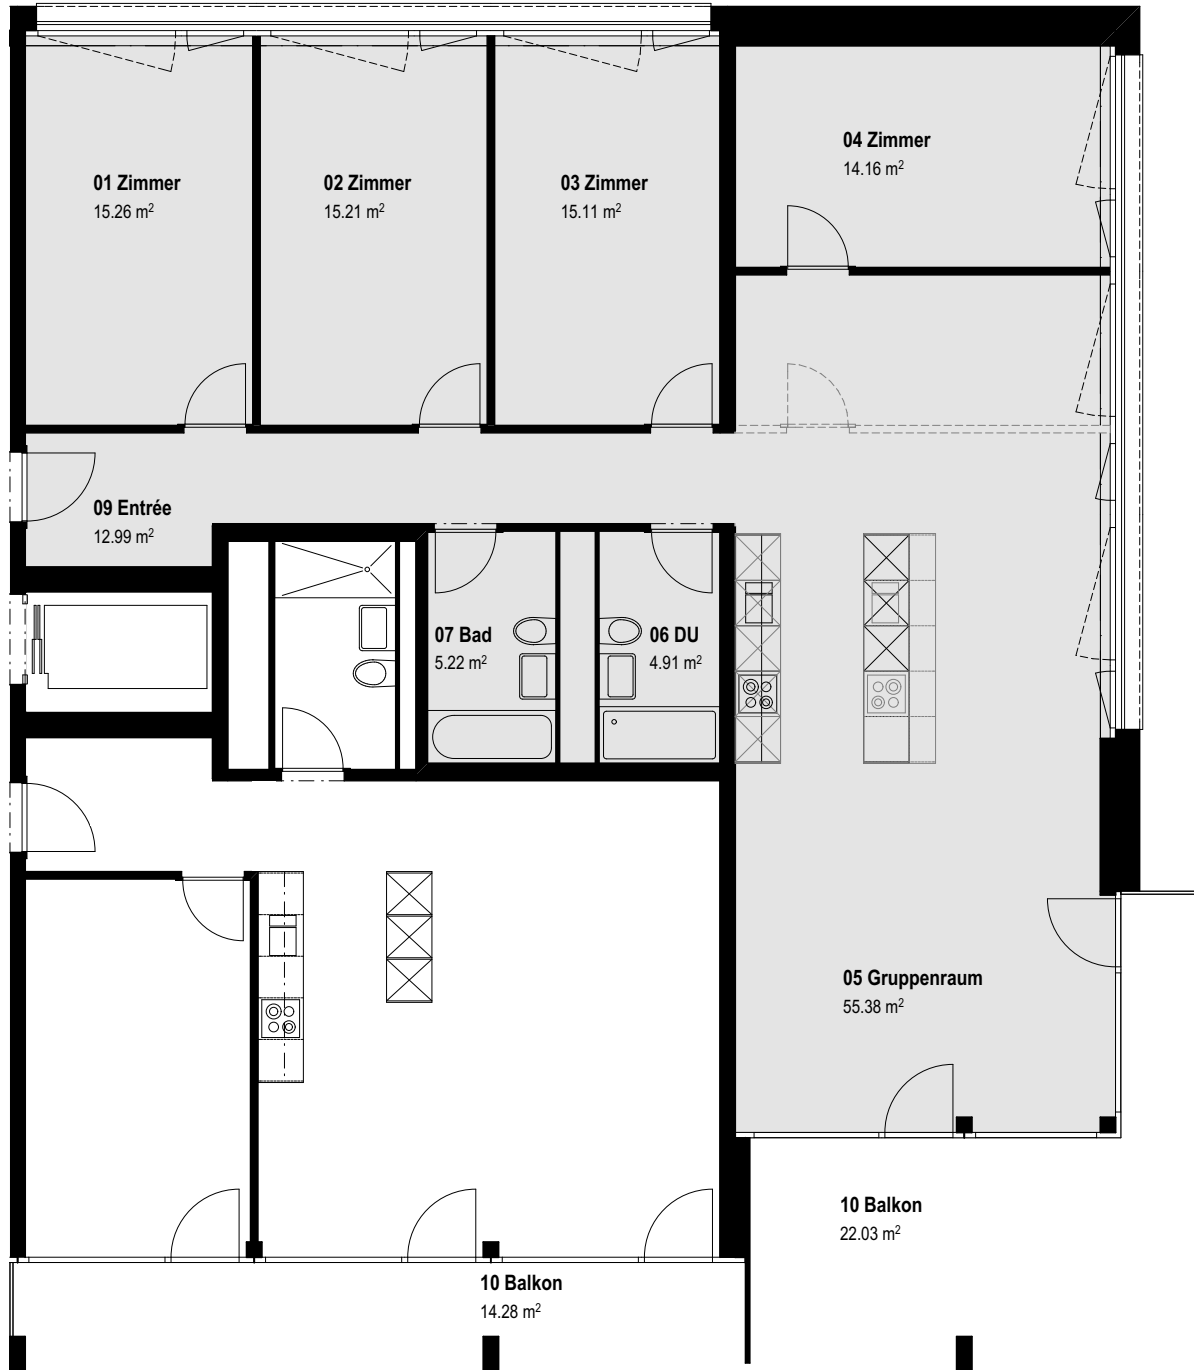 04 Zimmer
14.16 m²
01 Zimmer
15.26 m²
02 Zimmer
15.21 m²
03 Zimmer
15.11 m²
09 Entrée
12.99 m²
07 Bad
5.22 m²
06 DU
4.91 m²
05 Gruppenraum
55.38 m²
10 Balkon
22.03 m²
10 Balkon
14.28 m²